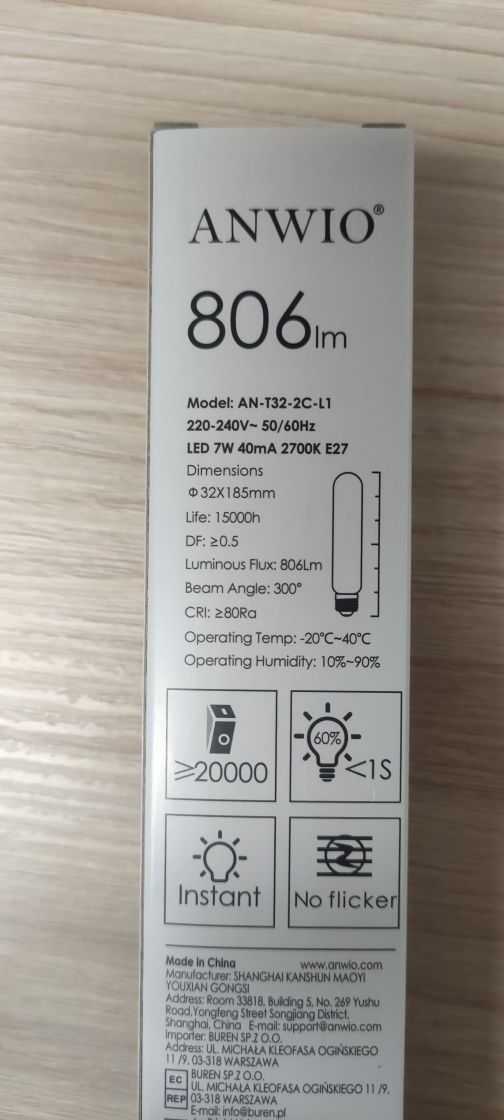 ANWIO®
806lm
Model: AN-T32-2C-L1
220-240V~ 50/60Hz
LED 7W 40mA 2700K E27
Dimensions
Φ32X185mm
Life: 15000h
DF: ≥0.5
Luminous Flux: 806Lm
Beam Angle: 300°
CRI: ≥80Ra
Operating Temp: -20℃~40℃
Operating Humidity: 10%~90%
≥20000
60%
<1S
Instant
No flicker
Made in China www.anwio.com
Manufacturer: SHANGHAI KANSHUN MAOYI
YOUXIAN GONGSI
Address: Room 33818, Building 5, No. 269 Yushu
Road,Yongfeng Street Songjiang District,
Shanghai, China E-mail: support@anwio.com
Importer: BUREN SP.Z O.O.
Address: UL. MICHAŁA KLEOFASA OGIŃSKIEGO
11 /9, 03-318 WARSZAWA
EC REP
BUREN SP.Z O.O.
UL. MICHAŁA KLEOFASA OGIŃSKIEGO 11 /9,
03-318 WARSZAWA
E-mail: info@buren.pl